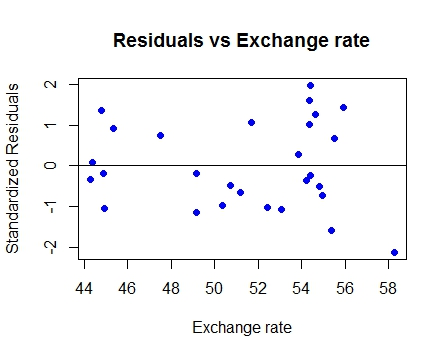 Residuals vs Exchange rate
Standardized Residuals
2
1
0
-1
-2
44 46 48 50 52 54 56 58
Exchange rate